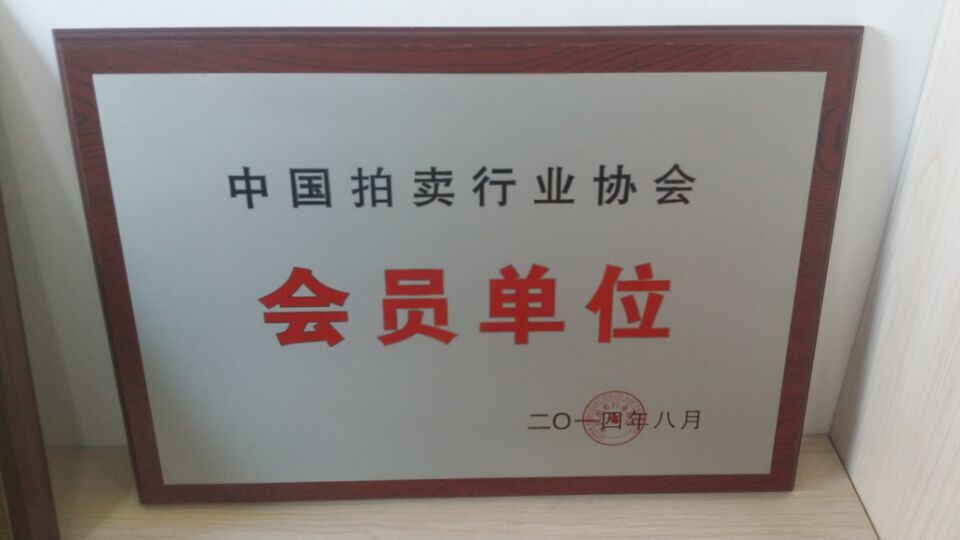 中国拍卖行业协会
会员单位
二〇一四年八月